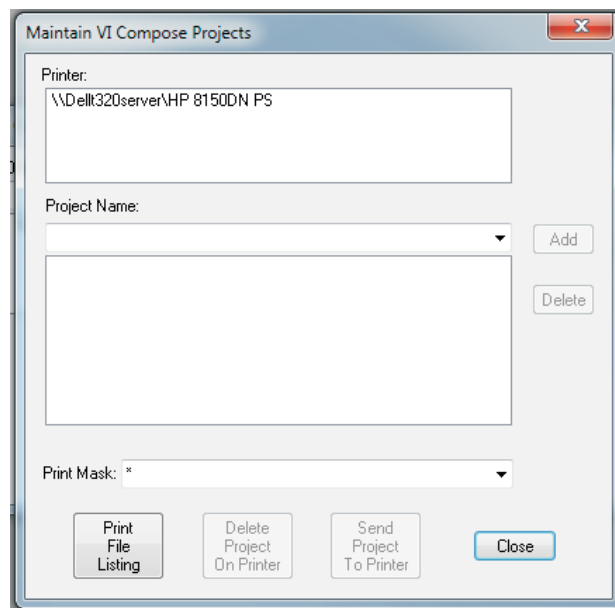 Maintain VI Compose Projects
Printer:
\\Dellt320server\HP 8150DN PS
Project Name:
Add
Delete
Print Mask: *
Print
File
Listing
Delete
Project
On Printer
Send
Project
To Printer
Close